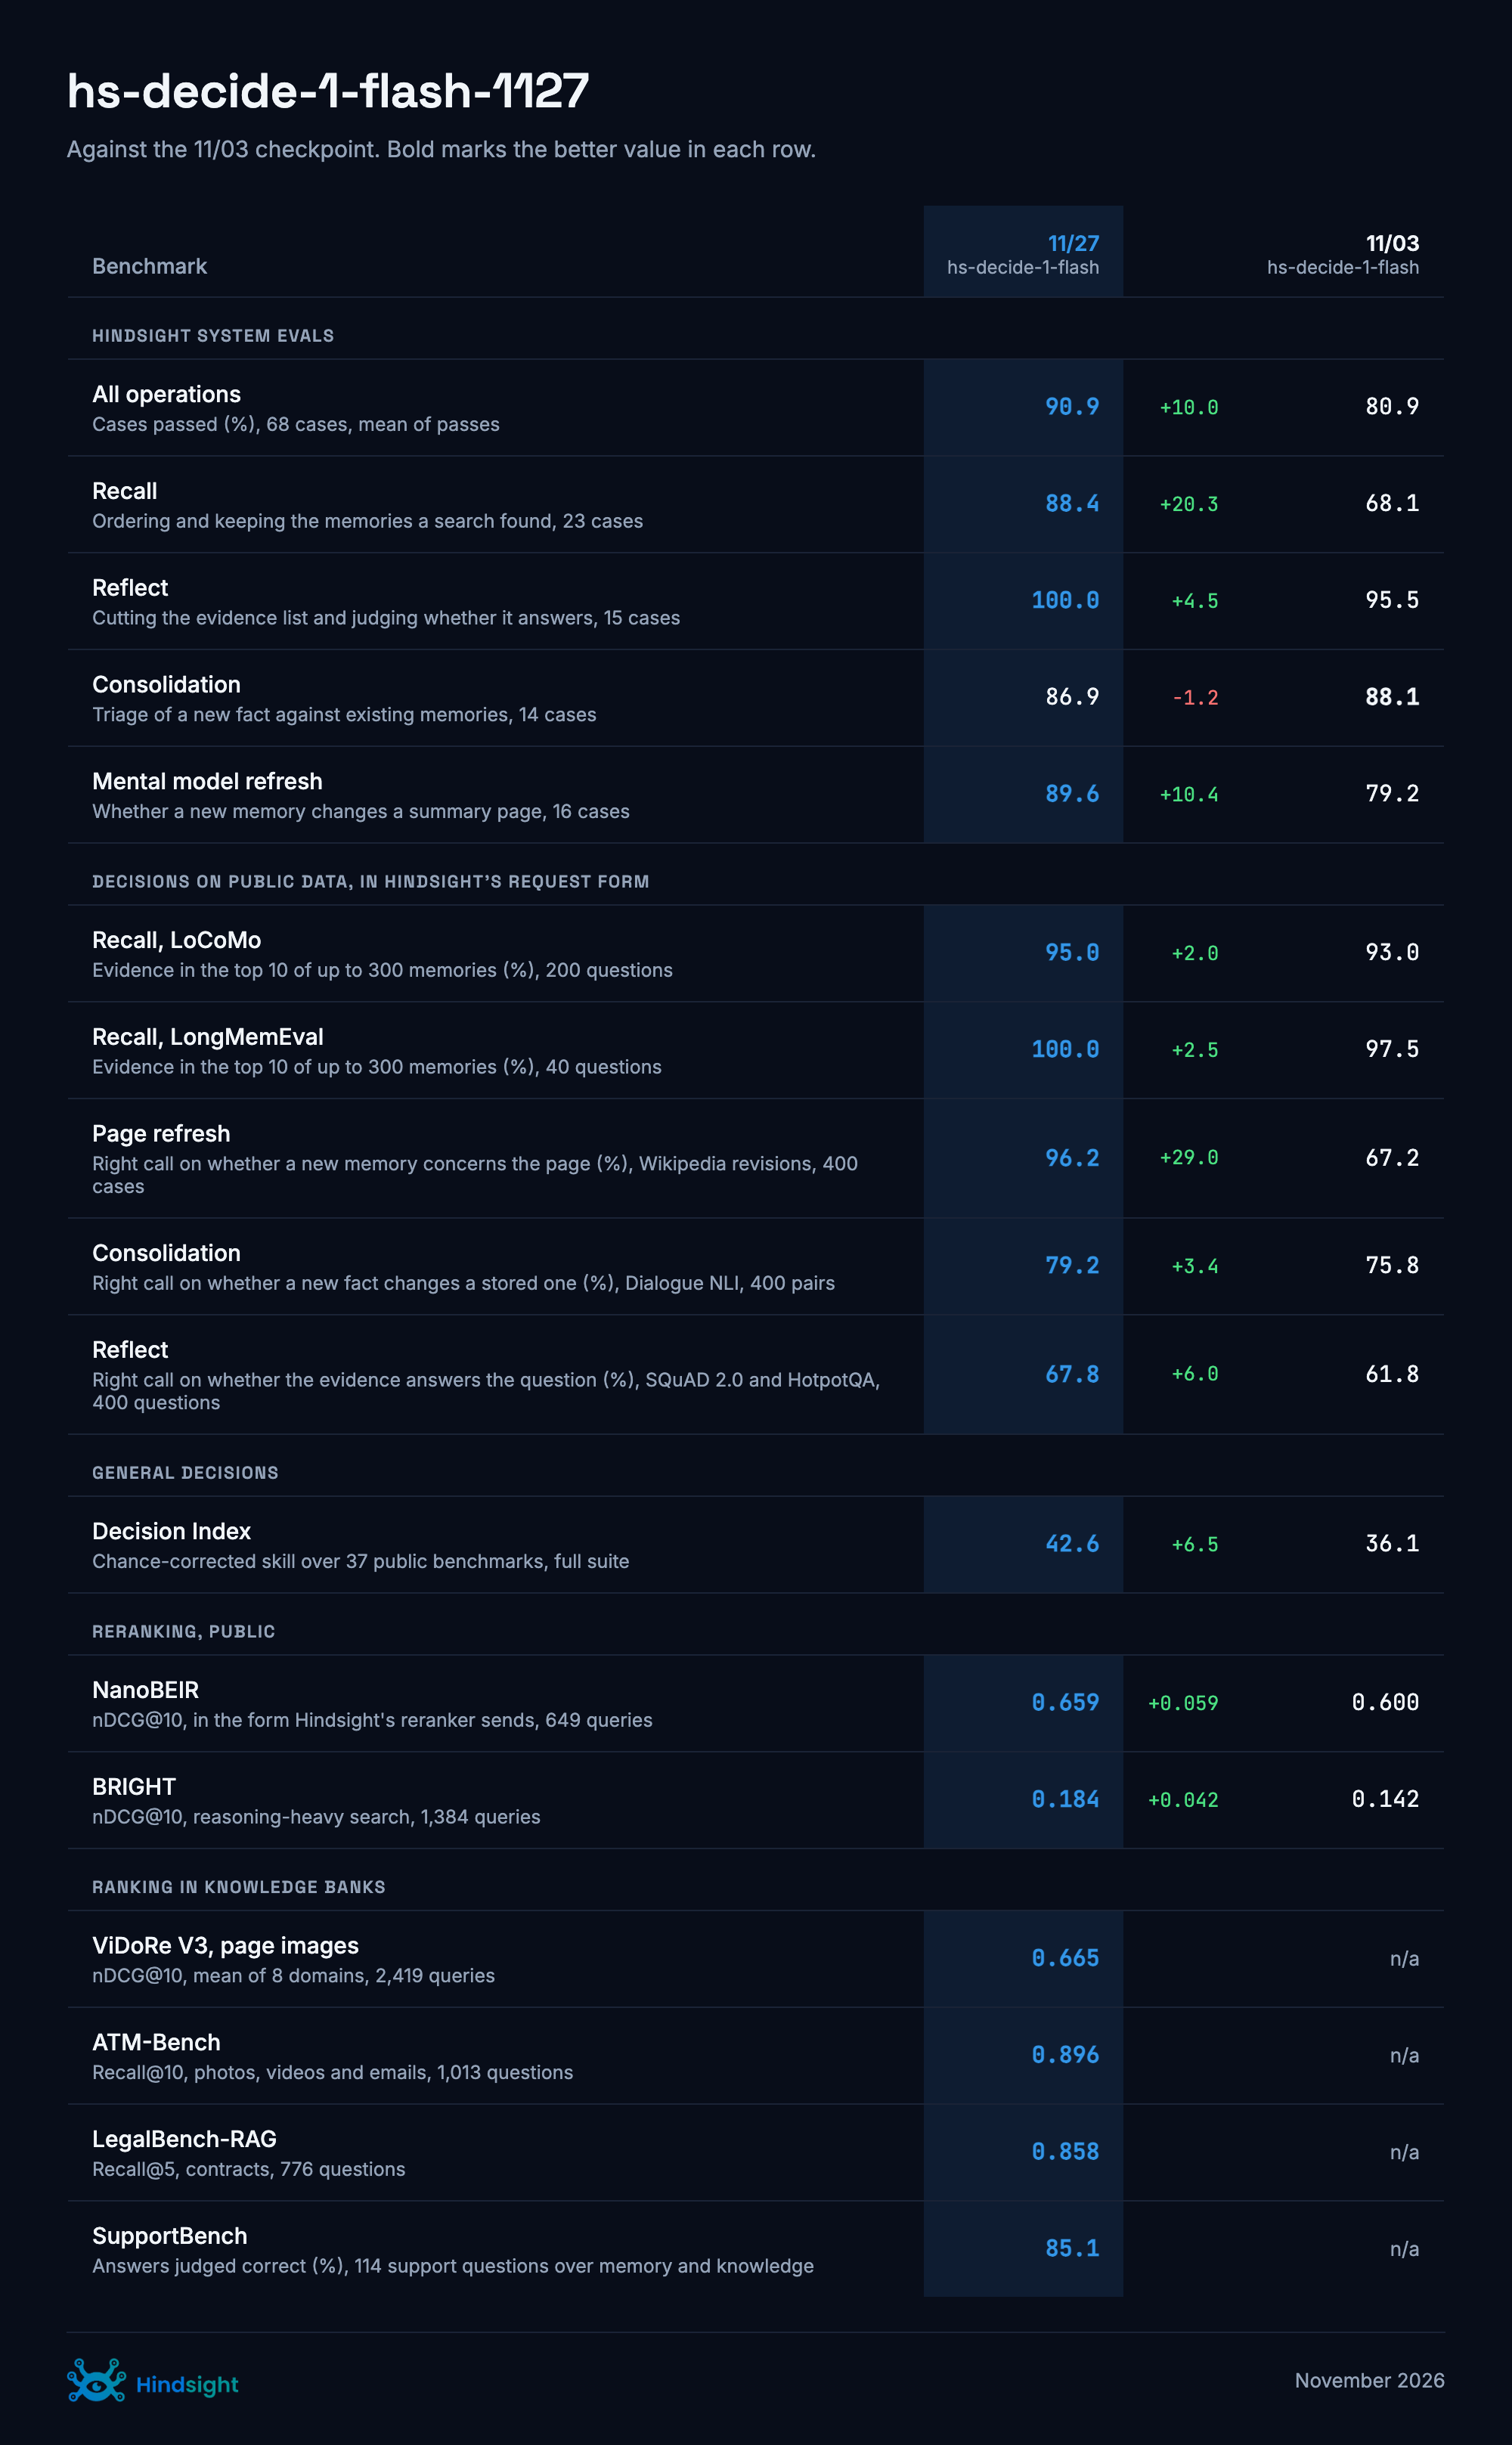 hs-decide-1-flash-1127
Against the 11/03 checkpoint. Bold marks the better value in each row.
Benchmark
11/27
hs-decide-1-flash
11/03
hs-decide-1-flash
HINDSIGHT SYSTEM EVALS
All operations
Cases passed (%), 68 cases, mean of passes
90.9 +10.0 80.9
Recall
Ordering and keeping the memories a search found, 23 cases
88.4 +20.3 68.1
Reflect
Cutting the evidence list and judging whether it answers, 15 cases
100.0 +4.5 95.5
Consolidation
Triage of a new fact against existing memories, 14 cases
86.9 -1.2 88.1
Mental model refresh
Whether a new memory changes a summary page, 16 cases
89.6 +10.4 79.2
DECISIONS ON PUBLIC DATA, IN HINDSIGHT'S REQUEST FORM
Recall, LoCoMo
Evidence in the top 10 of up to 300 memories (%), 200 questions
95.0 +2.0 93.0
Recall, LongMemEval
Evidence in the top 10 of up to 300 memories (%), 40 questions
100.0 +2.5 97.5
Page refresh
Right call on whether a new memory concerns the page (%), Wikipedia revisions, 400
cases
96.2 +29.0 67.2
Consolidation
Right call on whether a new fact changes a stored one (%), Dialogue NLI, 400 pairs
79.2 +3.4 75.8
Reflect
Right call on whether the evidence answers the question (%), SQuAD 2.0 and HotpotQA,
400 questions
67.8 +6.0 61.8
GENERAL DECISIONS
Decision Index
Chance-corrected skill over 37 public benchmarks, full suite
42.6 +6.5 36.1
RERANKING, PUBLIC
NanoBEIR
nDCG@10, in the form Hindsight's reranker sends, 649 queries
0.659 +0.059 0.600
BRIGHT
nDCG@10, reasoning-heavy search, 1,384 queries
0.184 +0.042 0.142
RANKING IN KNOWLEDGE BANKS
ViDoRe V3, page images
nDCG@10, mean of 8 domains, 2,419 queries
0.665 n/a
ATM-Bench
Recall@10, photos, videos and emails, 1,013 questions
0.896 n/a
LegalBench-RAG
Recall@5, contracts, 776 questions
0.858 n/a
SupportBench
Answers judged correct (%), 114 support questions over memory and knowledge
85.1 n/a
Hindsight
November 2026